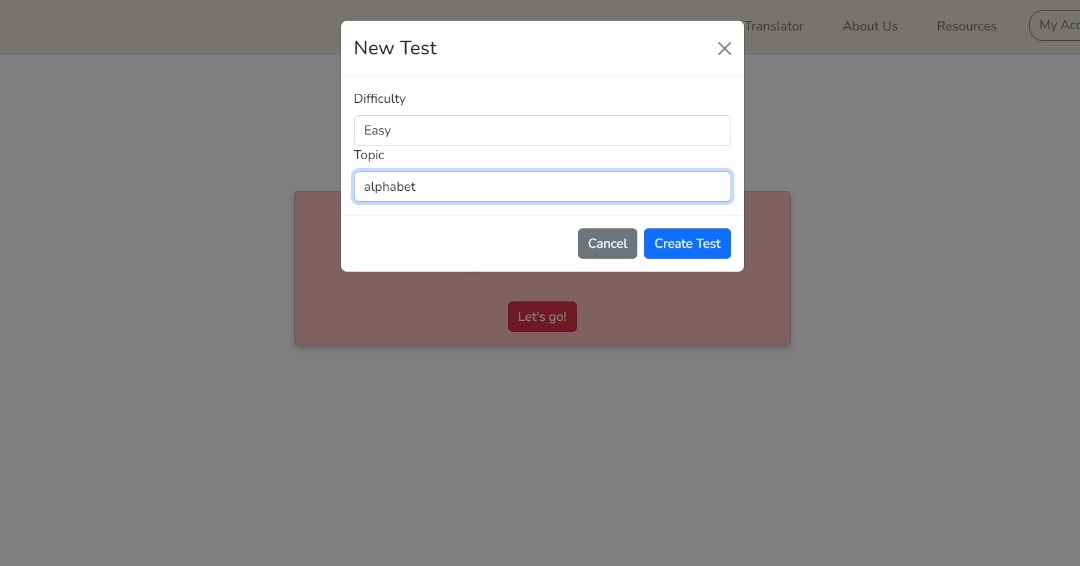 Translator About Us Resources My Acc
New Test
Difficulty
Easy
Topic
alphabet
Cancel Create Test
Let's go!